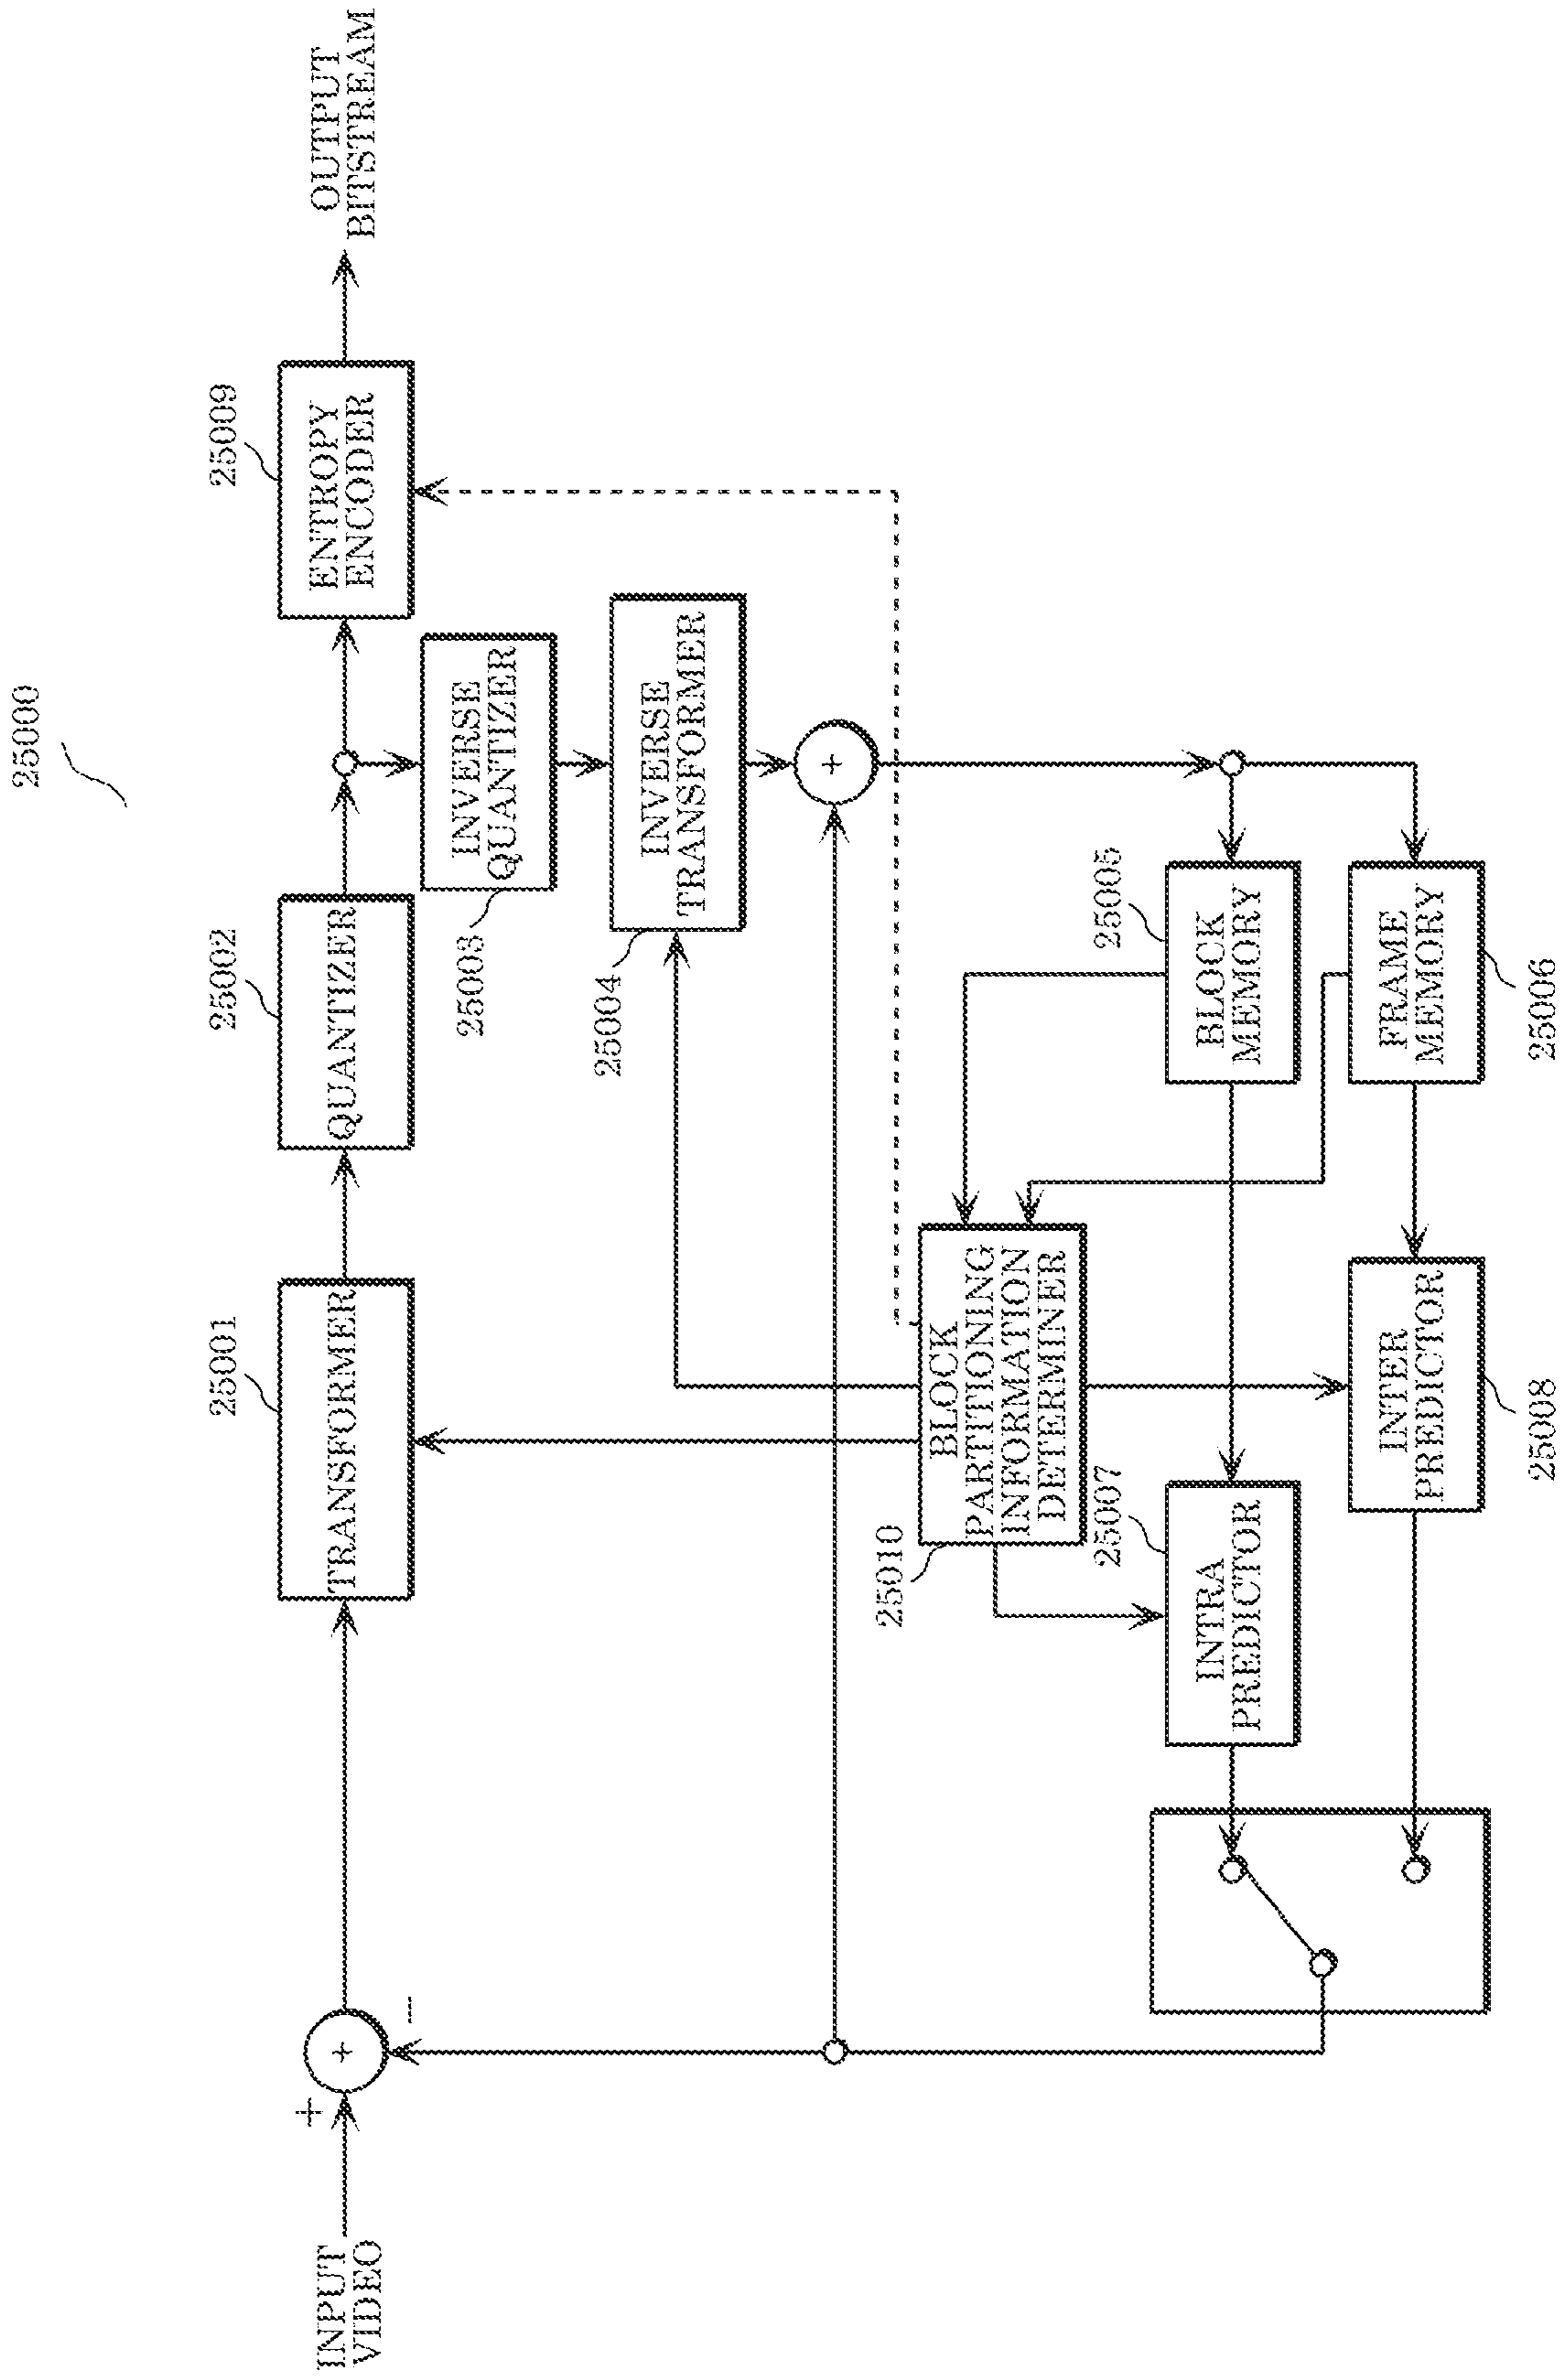 25000
INPUT
VIDEO
+
+
−
25001
TRANSFORMER
25002
QUANTIZER
25009
ENTROPY
ENCODER
OUTPUT
BITSTREAM
INVERSE
QUANTIZER
25003
INVERSE
TRANSFORMER
25004
+
BLOCK
PARTITIONING
INFORMATION
DETERMINER
25010
25005
BLOCK
MEMORY
FRAME
MEMORY
25006
25007
INTRA
PREDICTOR
INTER
PREDICTOR
25008